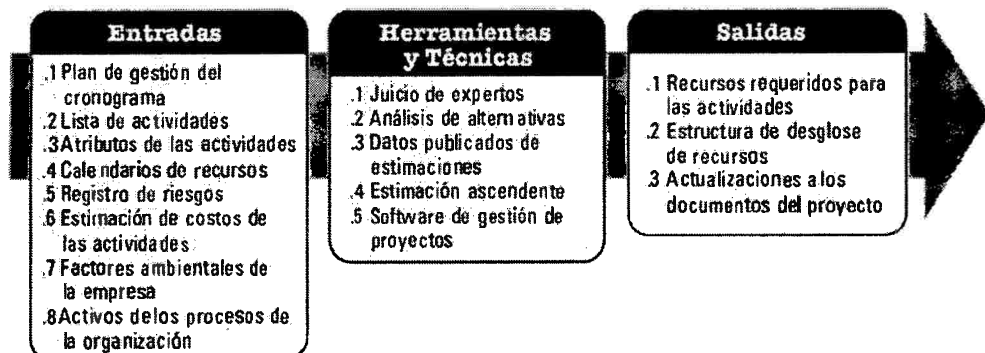 Entradas
.1 Plan de gestión del
cronograma
.2 Lista de actividades
.3 Atributos de las actividades
.4 Calendarios de recursos
.5 Registro de riesgos
.6 Estimación de costos de
las actividades
.7 Factores ambientales de
la empresa
.8 Activos delos procesos de
la organización
Herramientas
y Técnicas
.1 Juicio de expertos
.2 Análisis de alternativas
.3 Datos publicados de
estimaciones
.4 Estimación ascendente
.5 Software de gestión de
proyectos
Salidas
.1 Recursos requeridos para
las actividades
.2 Estructura de desglose
de recursos
.3 Actualizaciones a los
documentos del proyecto